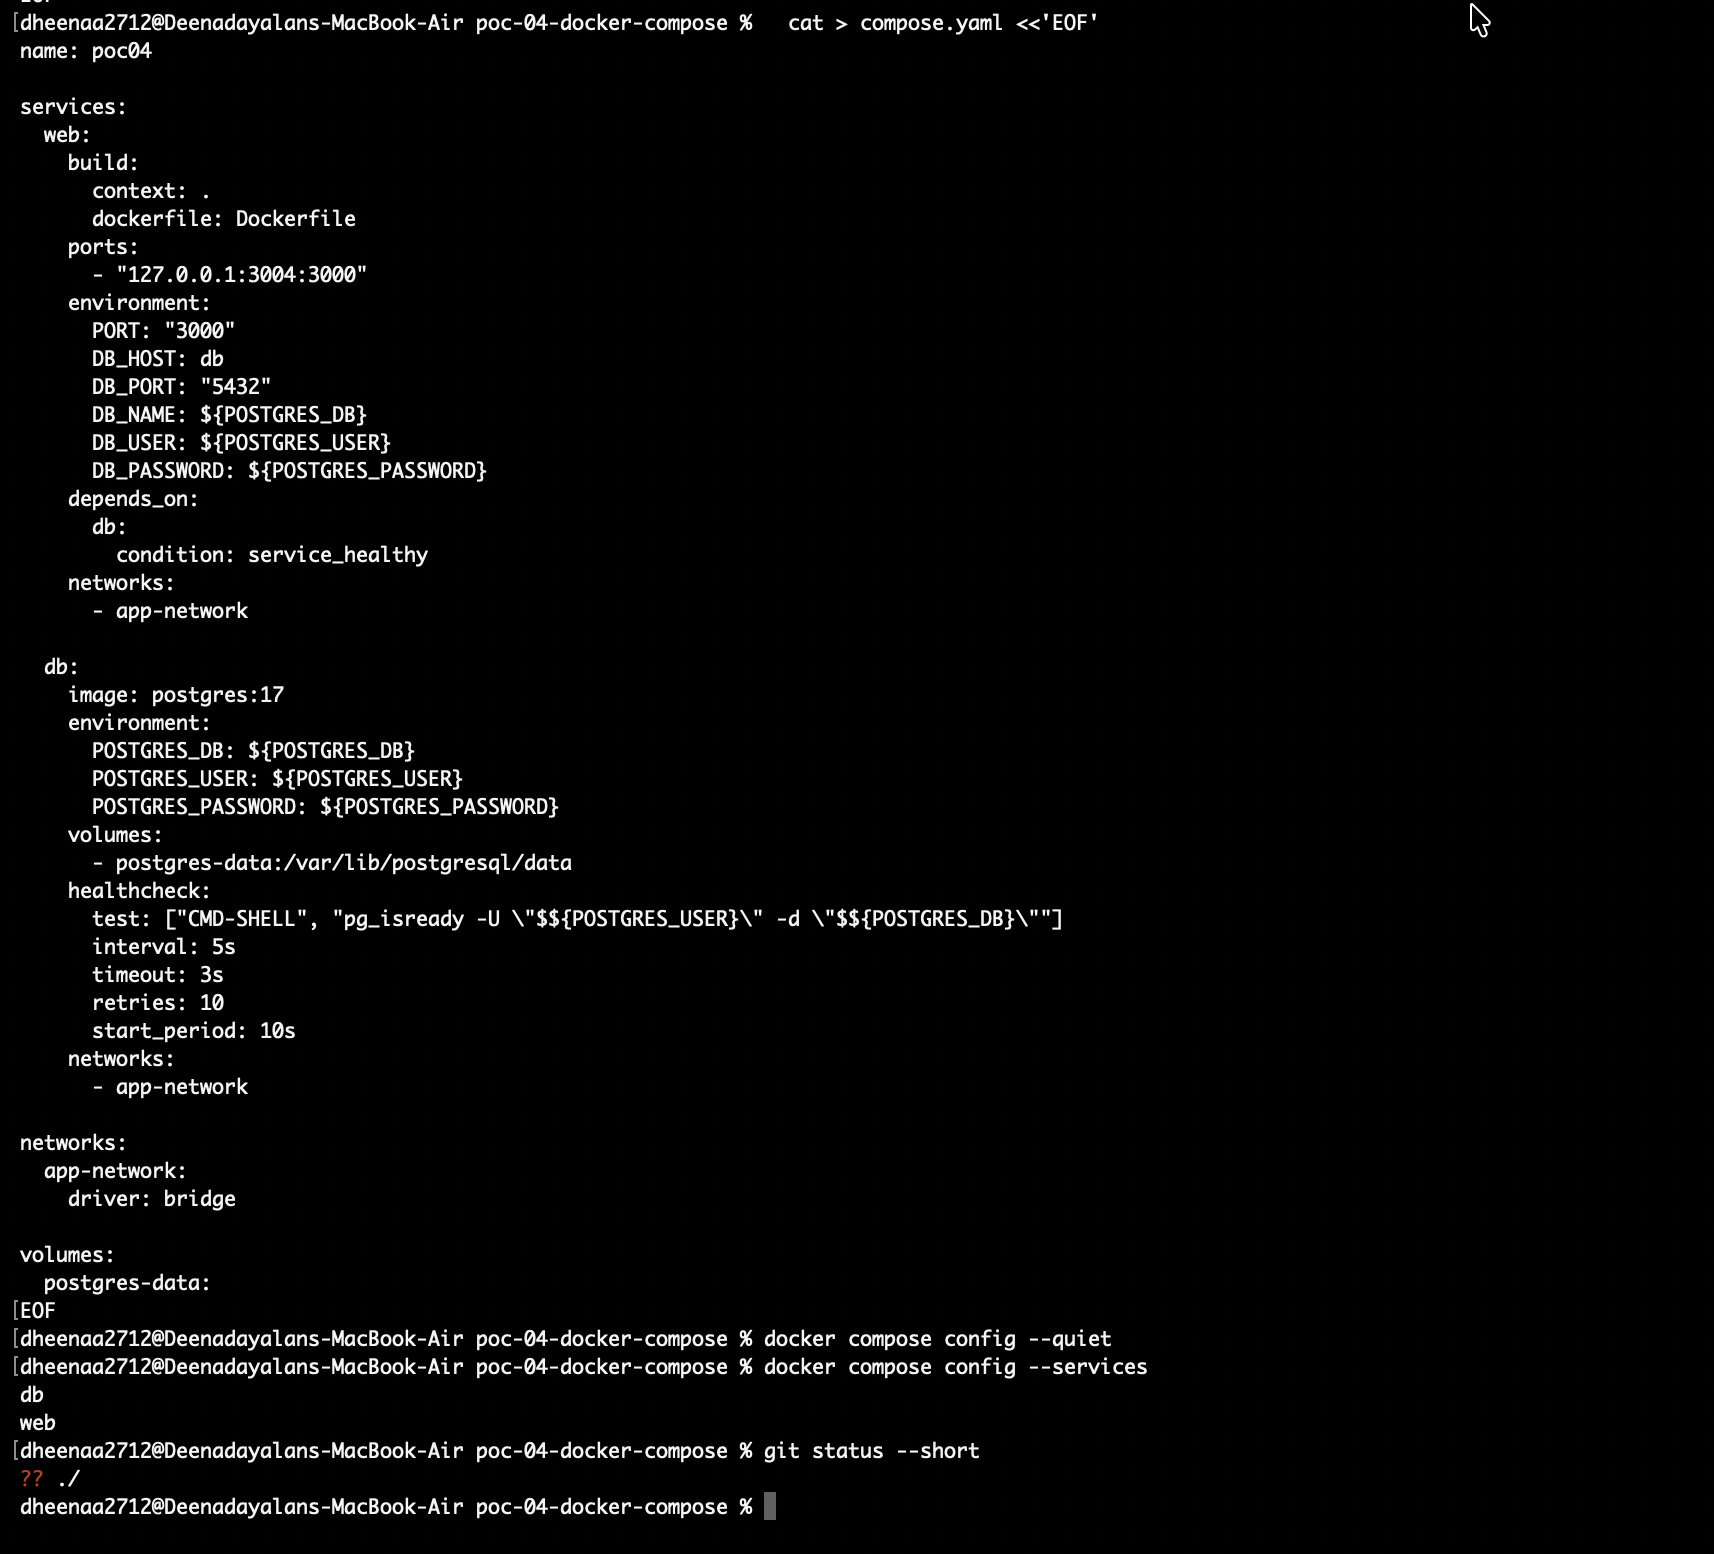 [dheenaa2712@Deenadayalans-MacBook-Air poc-04-docker-compose %   cat > compose.yaml <<'EOF'
name: poc04

services:
  web:
    build:
      context: .
      dockerfile: Dockerfile
    ports:
      - "127.0.0.1:3004:3000"
    environment:
      PORT: "3000"
      DB_HOST: db
      DB_PORT: "5432"
      DB_NAME: ${POSTGRES_DB}
      DB_USER: ${POSTGRES_USER}
      DB_PASSWORD: ${POSTGRES_PASSWORD}
    depends_on:
      db:
        condition: service_healthy
    networks:
      - app-network

  db:
    image: postgres:17
    environment:
      POSTGRES_DB: ${POSTGRES_DB}
      POSTGRES_USER: ${POSTGRES_USER}
      POSTGRES_PASSWORD: ${POSTGRES_PASSWORD}
    volumes:
      - postgres-data:/var/lib/postgresql/data
    healthcheck:
      test: ["CMD-SHELL", "pg_isready -U \"$${POSTGRES_USER}\" -d \"$${POSTGRES_DB}\""]
      interval: 5s
      timeout: 3s
      retries: 10
      start_period: 10s
    networks:
      - app-network

networks:
  app-network:
    driver: bridge

volumes:
  postgres-data:
[EOF
[dheenaa2712@Deenadayalans-MacBook-Air poc-04-docker-compose % docker compose config --quiet
[dheenaa2712@Deenadayalans-MacBook-Air poc-04-docker-compose % docker compose config --services
db
web
[dheenaa2712@Deenadayalans-MacBook-Air poc-04-docker-compose % git status --short
?? ./
dheenaa2712@Deenadayalans-MacBook-Air poc-04-docker-compose %